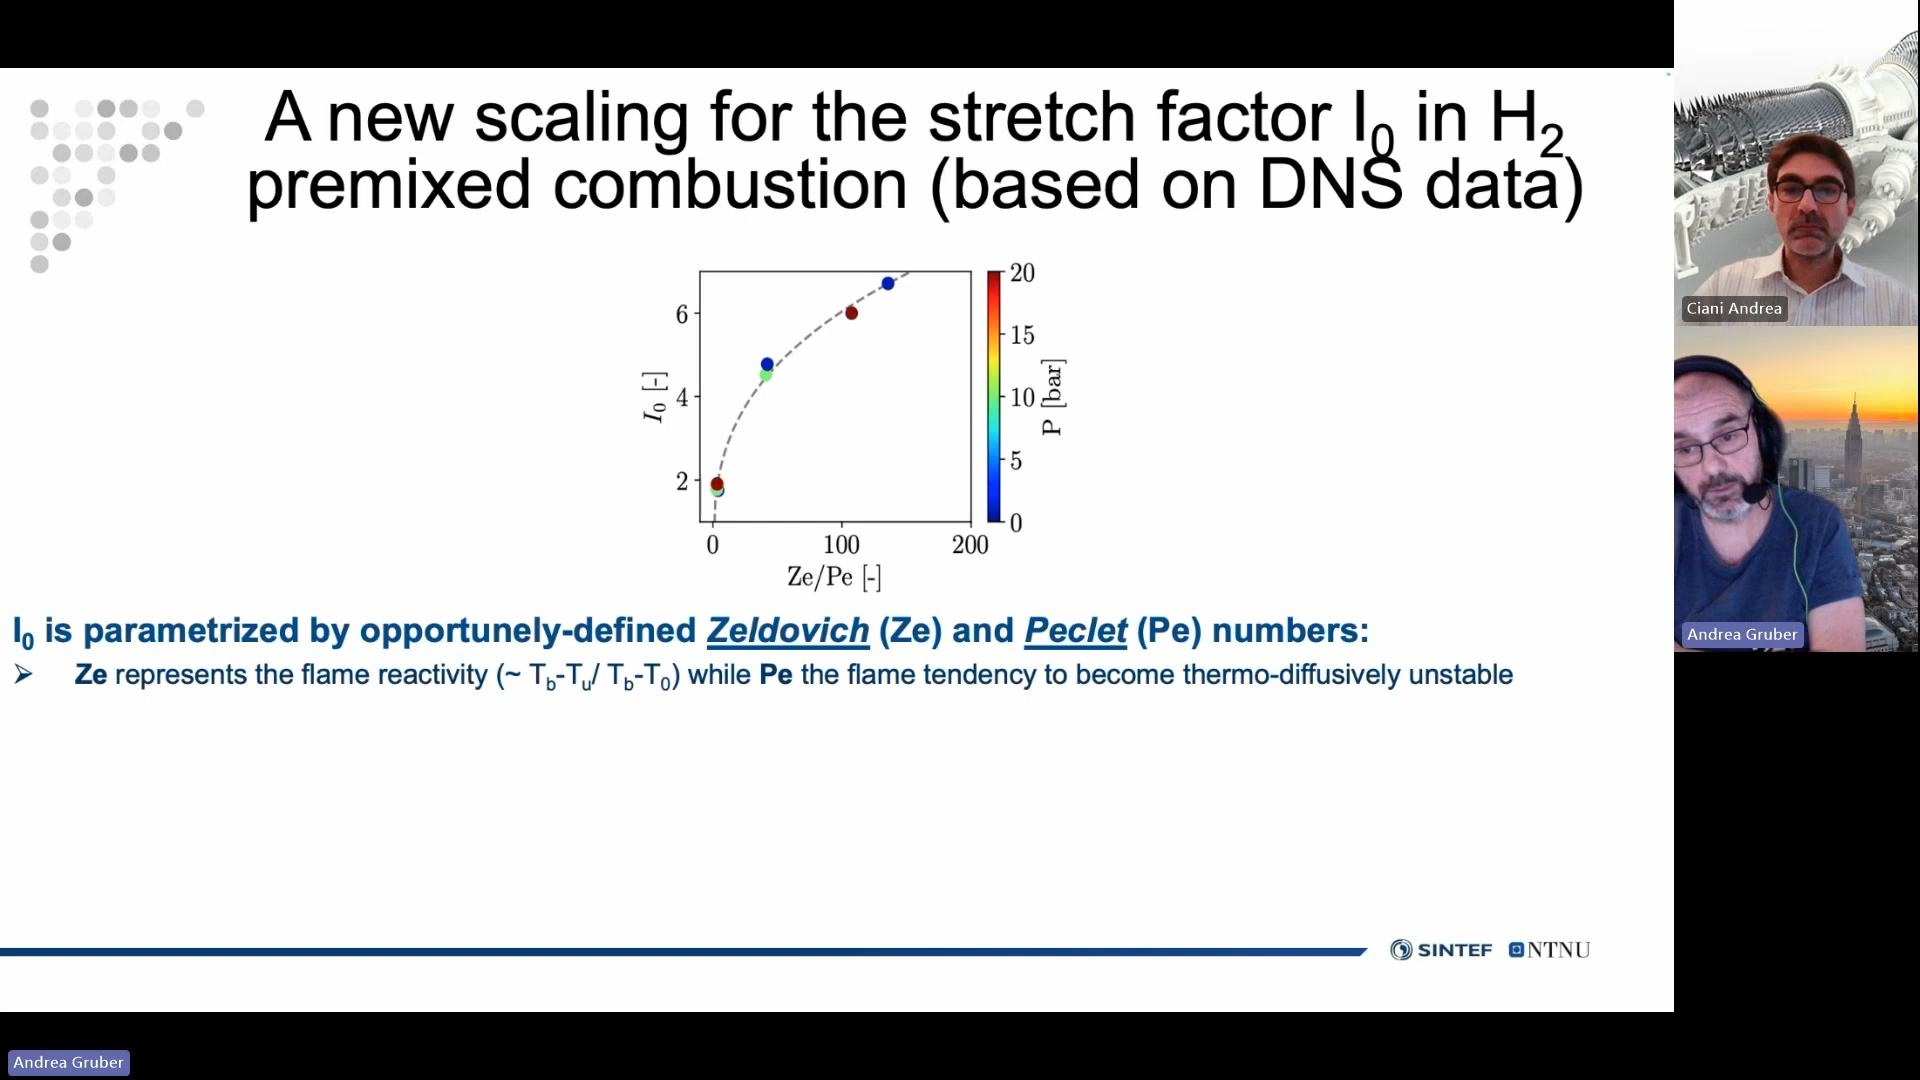 A new scaling for the stretch factor I₀ in H₂
premixed combustion (based on DNS data)
20
15
10
5
0
P [bar]
6
4
2
I₀ [-]
0 100 200
Ze/Pe [-]
I₀ is parametrized by opportunely-defined Zeldovich (Ze) and Peclet (Pe) numbers:
➢ Ze represents the flame reactivity (~ Tb-Tu/ Tb-T₀) while Pe the flame tendency to become thermo-diffusively unstable
SINTEF NTNU
Ciani Andrea
Andrea Gruber
Andrea Gruber